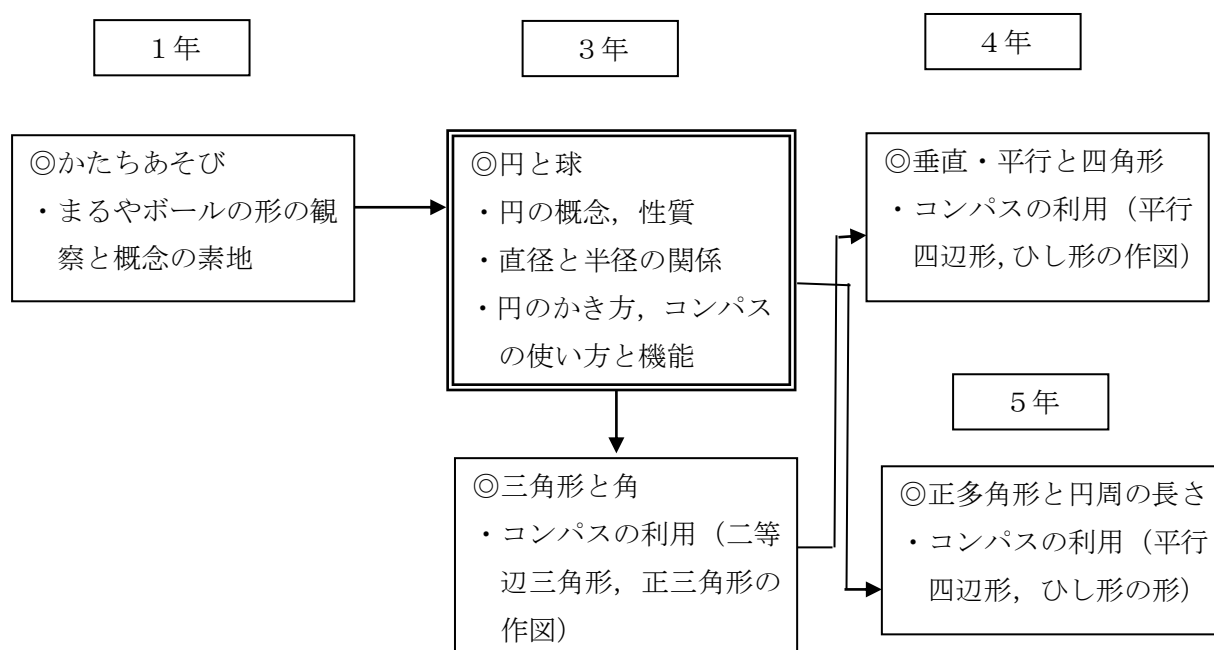 １年
３年
４年
◎かたちあそび
・まるやボールの形の観
察と概念の素地
◎円と球
・円の概念，性質
・直径と半径の関係
・円のかき方，コンパス
の使い方と機能
◎垂直・平行と四角形
・コンパスの利用（平行
四辺形，ひし形の作図）
５年
◎三角形と角
・コンパスの利用（二等
辺三角形，正三角形の
作図）
◎正多角形と円周の長さ
・コンパスの利用（平行
四辺形，ひし形の形）